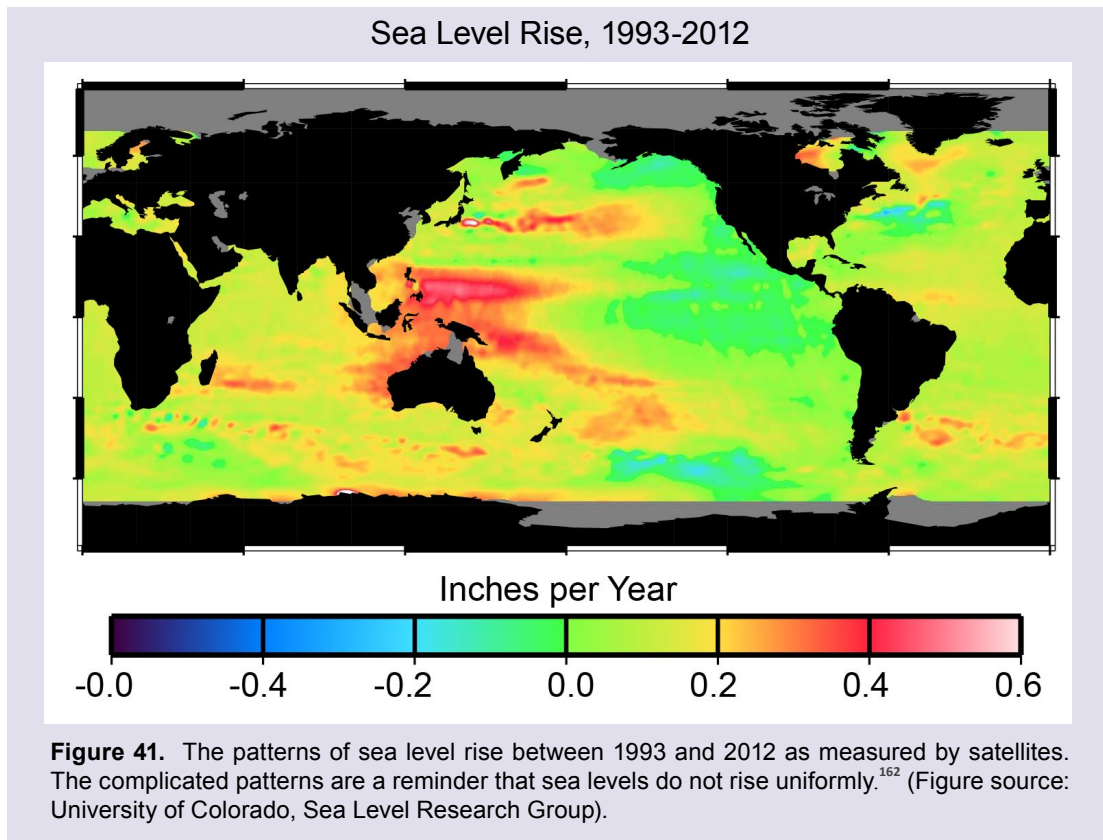 Sea Level Rise, 1993-2012
Inches per Year
-0.0 -0.4 -0.2 0.0 0.2 0.4 0.6
Figure 41. The patterns of sea level rise between 1993 and 2012 as measured by satellites.
The complicated patterns are a reminder that sea levels do not rise uniformly.162 (Figure source:
University of Colorado, Sea Level Research Group).